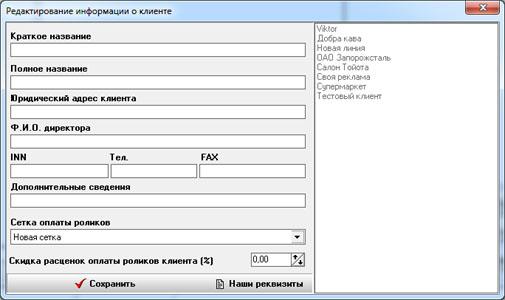 Редактирование информации о клиенте
Краткое название
Полное название
Юридический адрес клиента
Ф.И.О. директора
INN Тел. FAX
Дополнительные сведения
Сетка оплаты роликов
Новая сетка
Скидка расценок оплаты роликов клиента (%) 0,00
Сохранить Наши реквизиты
Viktor
Добра кава
Новая линия
ОАО Запорожсталь
Салон Тойота
Своя реклама
Супермаркет
Тестовый клиент